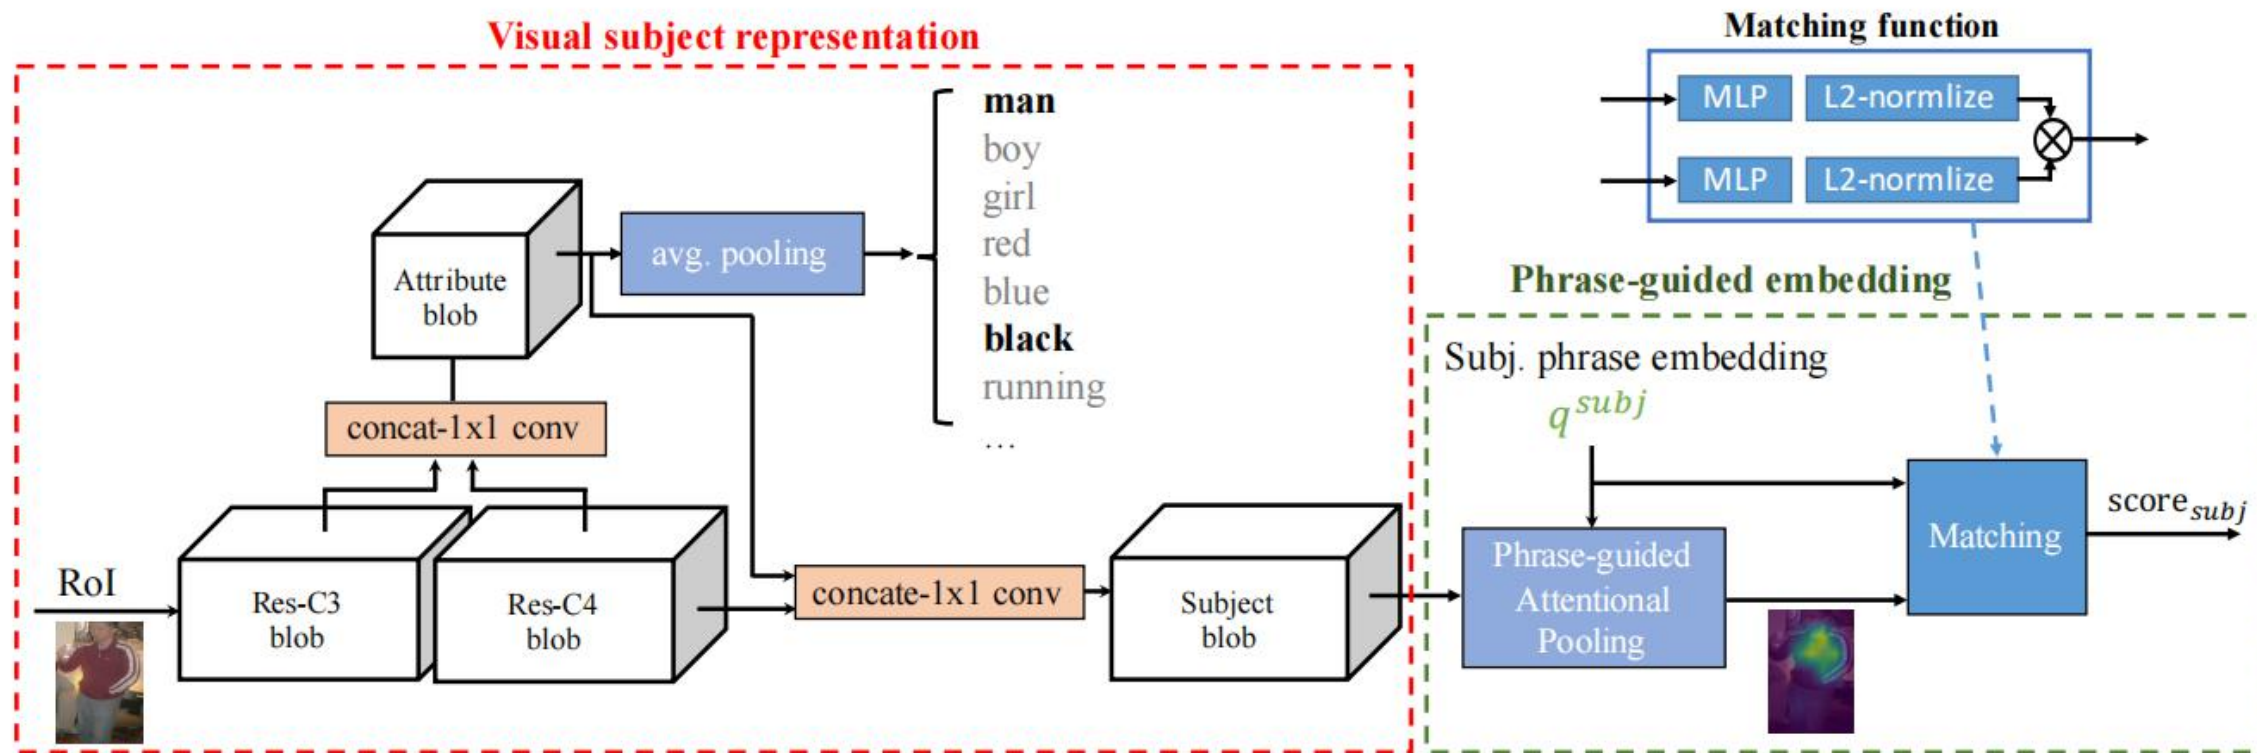 Visual subject representation
man
boy
girl
red
blue
black
running
...
avg. pooling
Attribute
blob
concat-1x1 conv
RoI
Res-C3
blob
Res-C4
blob
concate-1x1 conv
Subject
blob
Matching function
MLP
L2-normlize
MLP
L2-normlize
Phrase-guided embedding
Subj. phrase embedding
q^subj
Phrase-guided
Attentional
Pooling
Matching
score_subj